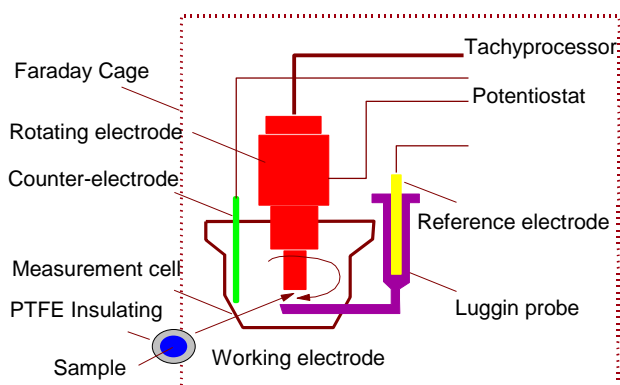 Tachyprocessor
Faraday Cage
Potentiostat
Rotating electrode
Counter-electrode
Reference electrode
Measurement cell
PTFE Insulating
Luggin probe
Sample
Working electrode